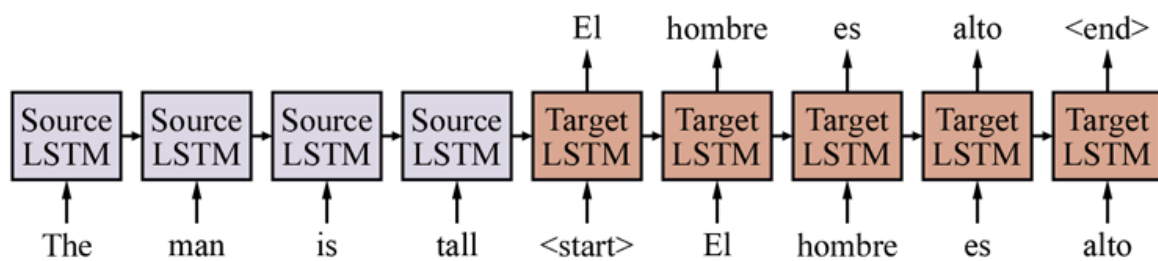 El hombre es alto <end>
Source LSTM Source LSTM Source LSTM Source LSTM Target LSTM Target LSTM Target LSTM Target LSTM Target LSTM
The man is tall <start> El hombre es alto